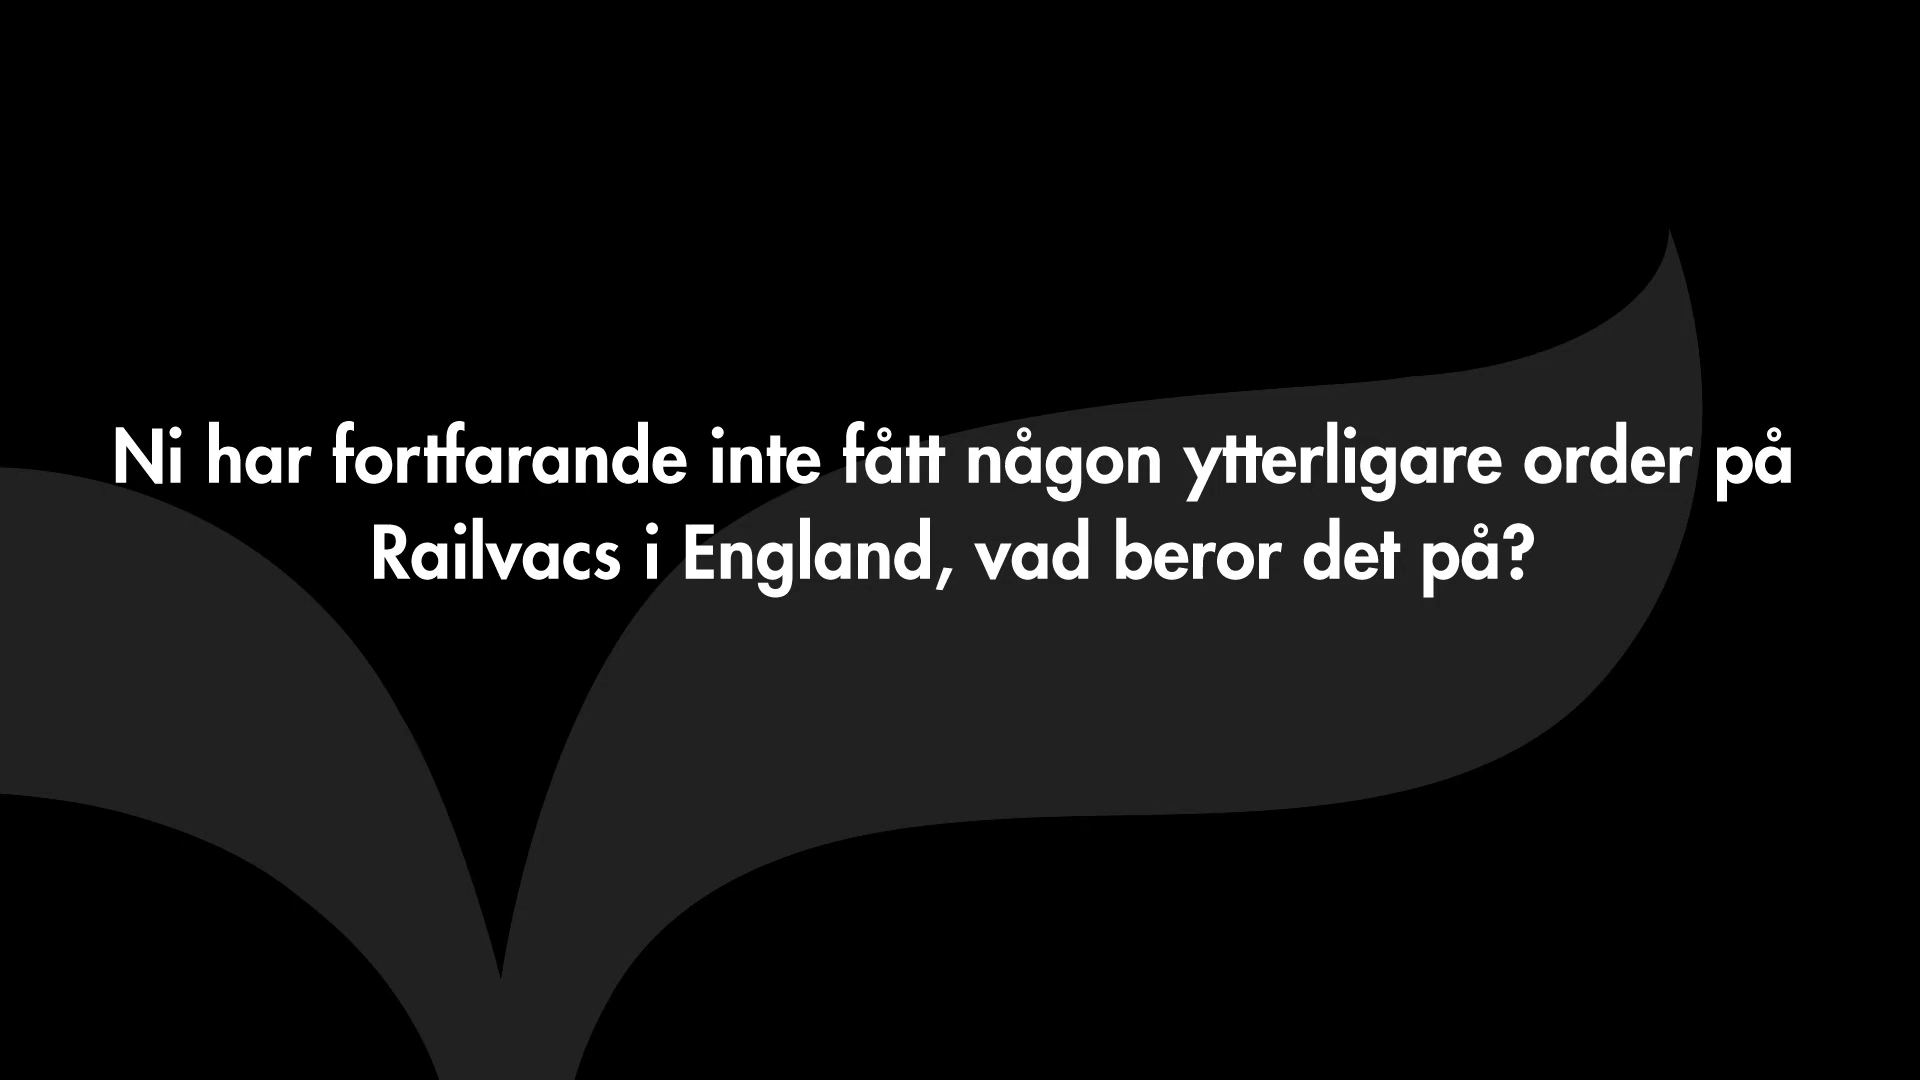 Ni har fortfarande inte fått någon ytterligare order på
Railvacs i England, vad beror det på?